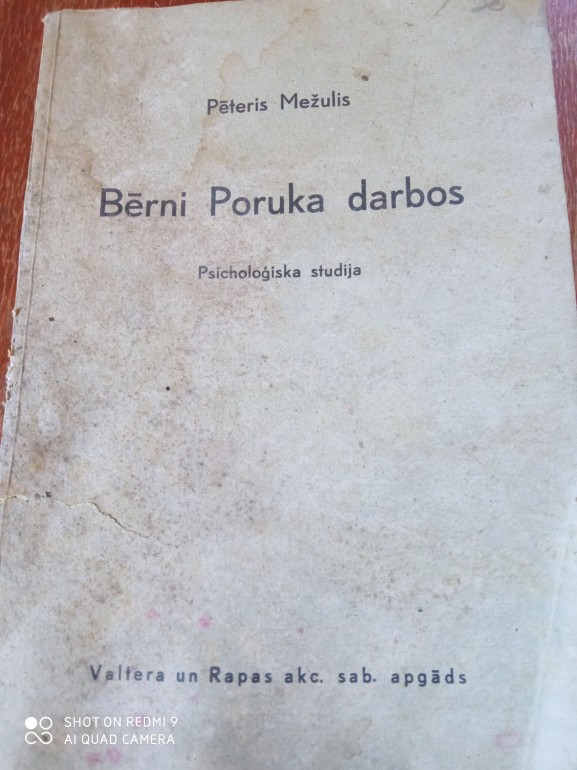 Pēteris Mežulis
Bērni Poruka darbos
Psicholoģiska studija
Valtera un Rapas akc. sab. apgāds
SHOT ON REDMI 9
AI QUAD CAMERA